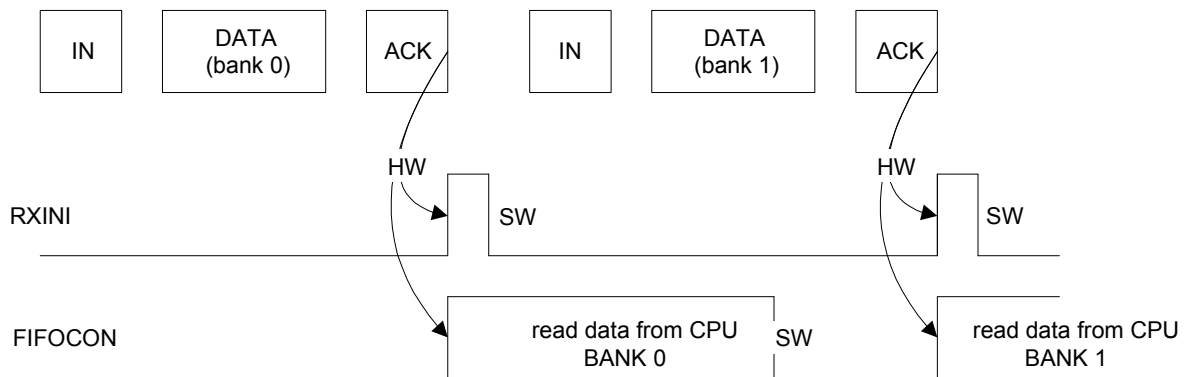 IN
DATA
(bank 0)
ACK
IN
DATA
(bank 1)
ACK
HW
HW
RXINI
SW
SW
FIFOCON
read data from CPU
BANK 0
SW
read data from CPU
BANK 1